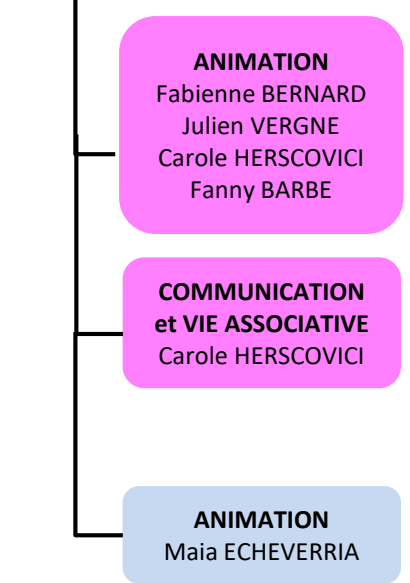 ANIMATION
Fabienne BERNARD
Julien VERGNE
Carole HERSCOVICI
Fanny BARBE
COMMUNICATION
et VIE ASSOCIATIVE
Carole HERSCOVICI
ANIMATION
Maia ECHEVERRIA